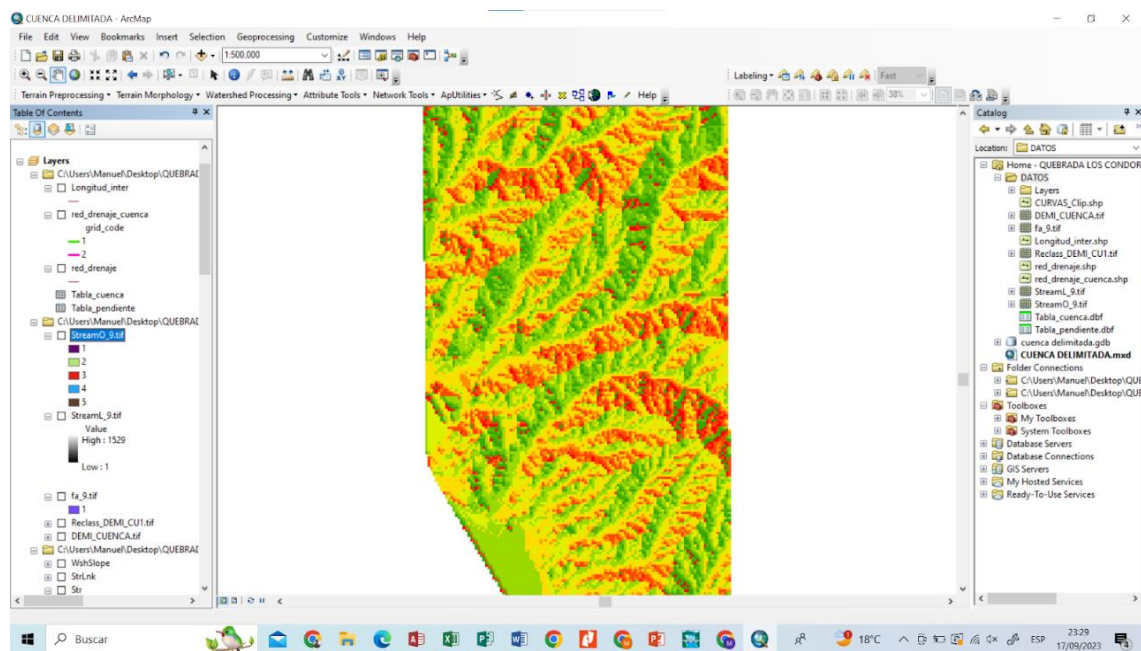 CUENCA DELIMITADA - ArcMap
File Edit View Bookmarks Insert Selection Geoprocessing Customize Windows Help
1:500,000
Labeling Fast
Terrain Preprocessing Terrain Morphology Watershed Processing Attribute Tools Network Tools ApUtilities Help
38%
Table Of Contents
Layers
C:\Users\Manuel\Desktop\QUEBRAD
Longitud_inter
red_drenaje_cuenca
grid_code
1
2
red_drenaje
Tabla_cuenca
Tabla_pendiente
C:\Users\Manuel\Desktop\QUEBRAD
StreamO_9.tif
1
2
3
4
5
StreamL_9.tif
Value
High : 1529
Low : 1
fa_9.tif
1
Reclass_DEMI_CU1.tif
DEMI_CUENCA.tif
C:\Users\Manuel\Desktop\QUEBRAD
WshSlope
StrLnk
Str
Catalog
Location: DATOS
Home - QUEBRADA LOS CONDOR
DATOS
Layers
CURVAS_Clip.shp
DEMI_CUENCA.tif
fa_9.tif
Longitud_inter.shp
Reclass_DEMI_CU1.tif
red_drenaje.shp
red_drenaje_cuenca.shp
StreamL_9.tif
StreamO_9.tif
Tabla_cuenca.dbf
Tabla_pendiente.dbf
cuenca delimitada.gdb
CUENCA DELIMITADA.mxd
Folder Connections
C:\Users\Manuel\Desktop\QUE
C:\Users\Manuel\Desktop\QUE
Toolboxes
My Toolboxes
System Toolboxes
Database Servers
Database Connections
GIS Servers
My Hosted Services
Ready-To-Use Services
Buscar
18°C
ESP
23:29
17/09/2023